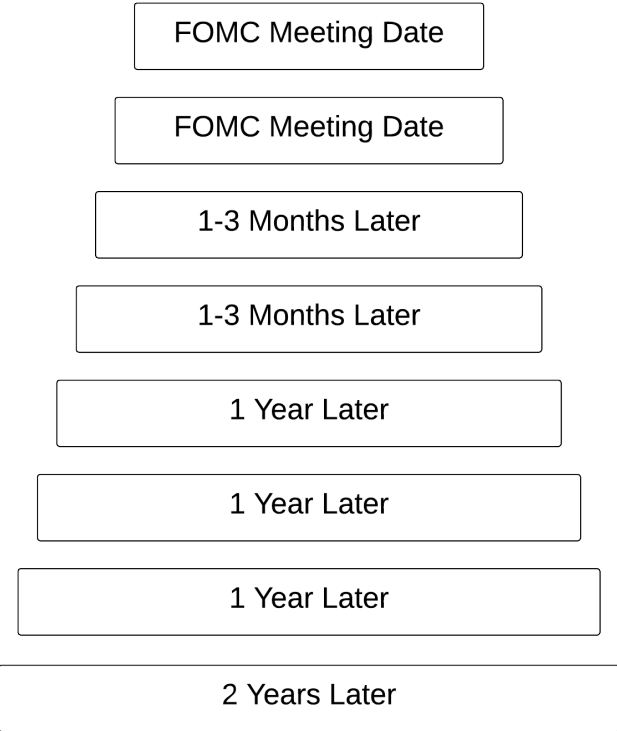 FOMC Meeting Date
FOMC Meeting Date
1-3 Months Later
1-3 Months Later
1 Year Later
1 Year Later
1 Year Later
2 Years Later